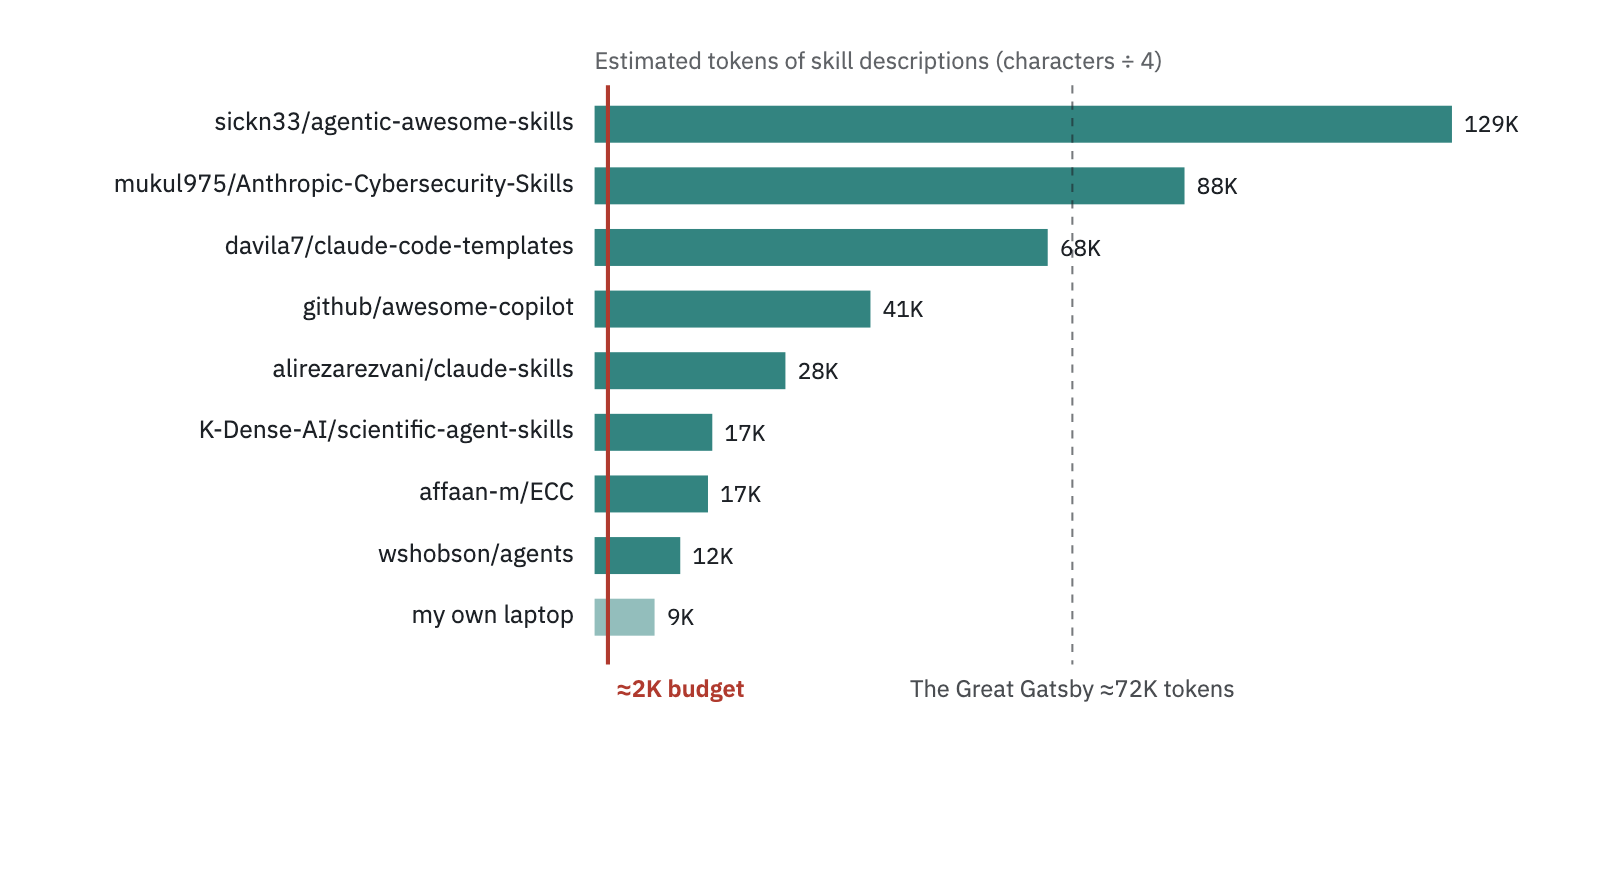 Estimated tokens of skill descriptions (characters ÷ 4)
sickn33/agentic-awesome-skills 129K
mukul975/Anthropic-Cybersecurity-Skills 88K
davila7/claude-code-templates 68K
github/awesome-copilot 41K
alirezarezvani/claude-skills 28K
K-Dense-AI/scientific-agent-skills 17K
affaan-m/ECC 17K
wshobson/agents 12K
my own laptop 9K
≈2K budget The Great Gatsby ≈72K tokens